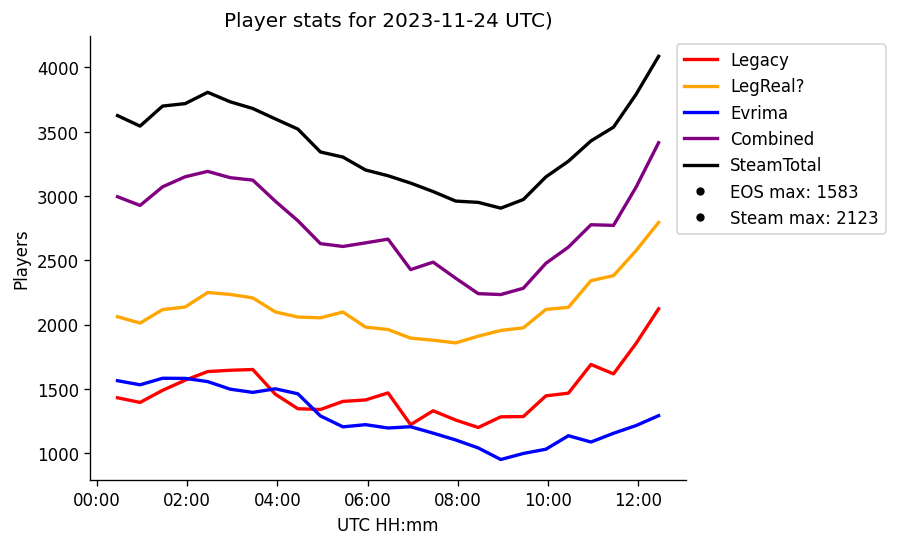 Player stats for 2023-11-24 UTC)
4000
3500
3000
2500
2000
1500
1000
Players
00:00 02:00 04:00 06:00 08:00 10:00 12:00
UTC HH:mm
Legacy
LegReal?
Evrima
Combined
SteamTotal
EOS max: 1583
Steam max: 2123